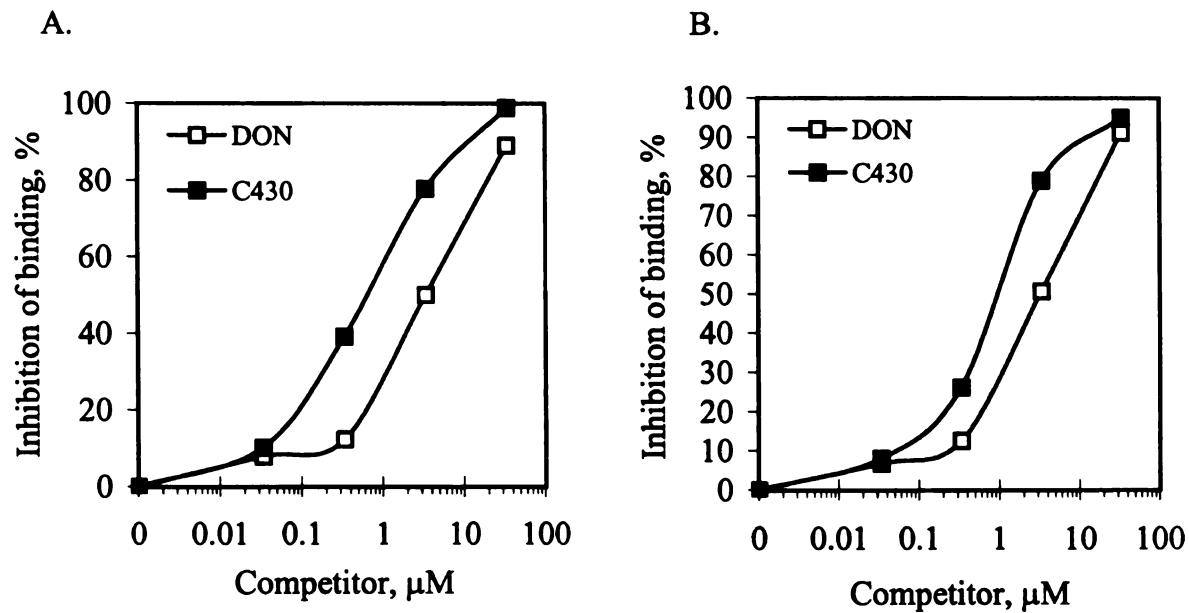 A.
Inhibition of binding, %
100
80
60
40
20
0
DON
C430
0 0.01 0.1 1 10 100
Competitor, μM
B.
Inhibition of binding, %
100
90
80
70
60
50
40
30
20
10
0
DON
C430
0 0.01 0.1 1 10 100
Competitor, μM